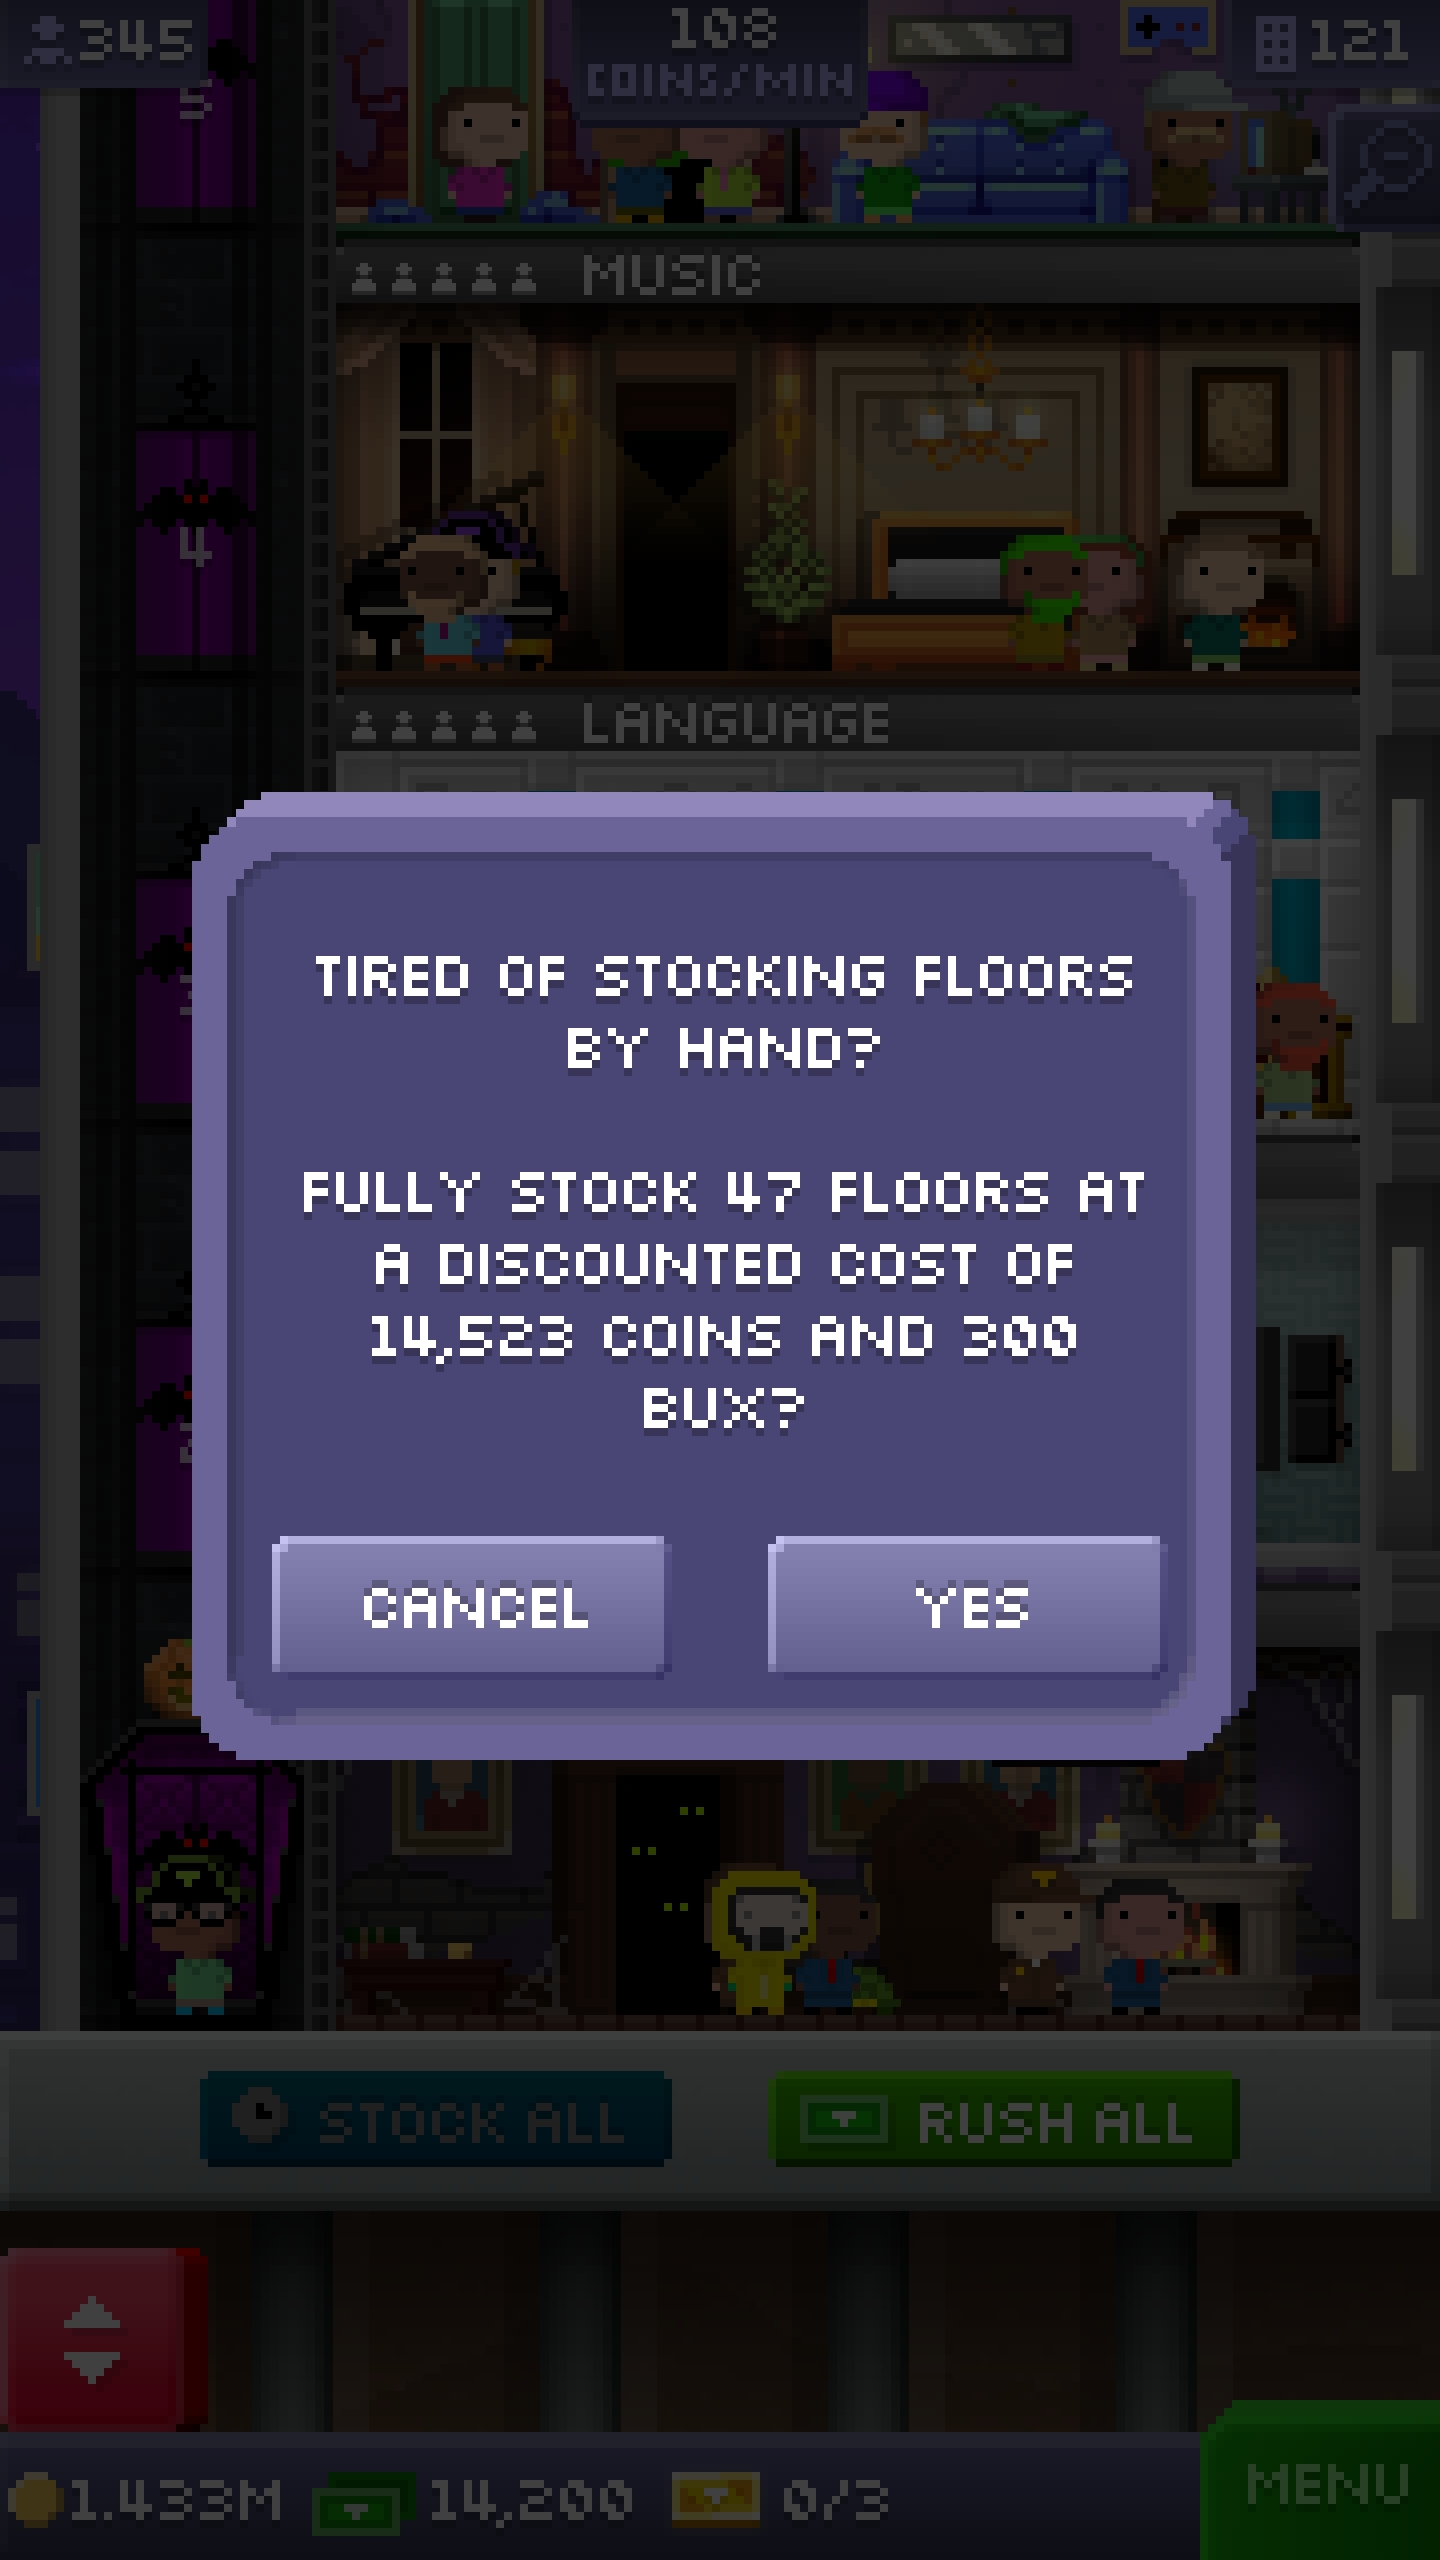 345
108
COINS/MIN
121
5
MUSIC
4
LANGUAGE
TIRED OF STOCKING FLOORS
BY HAND?
FULLY STOCK 47 FLOORS AT
A DISCOUNTED COST OF
14,523 COINS AND 300
BUX?
CANCEL
YES
STOCK ALL
RUSH ALL
1.433M
14,200
0/3
MENU